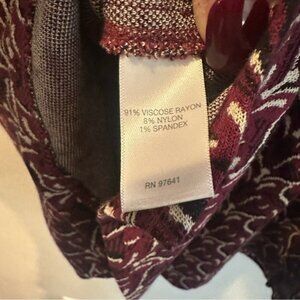 91% VISCOSE RAYON
8% NYLON
1% SPANDEX
RN 97641